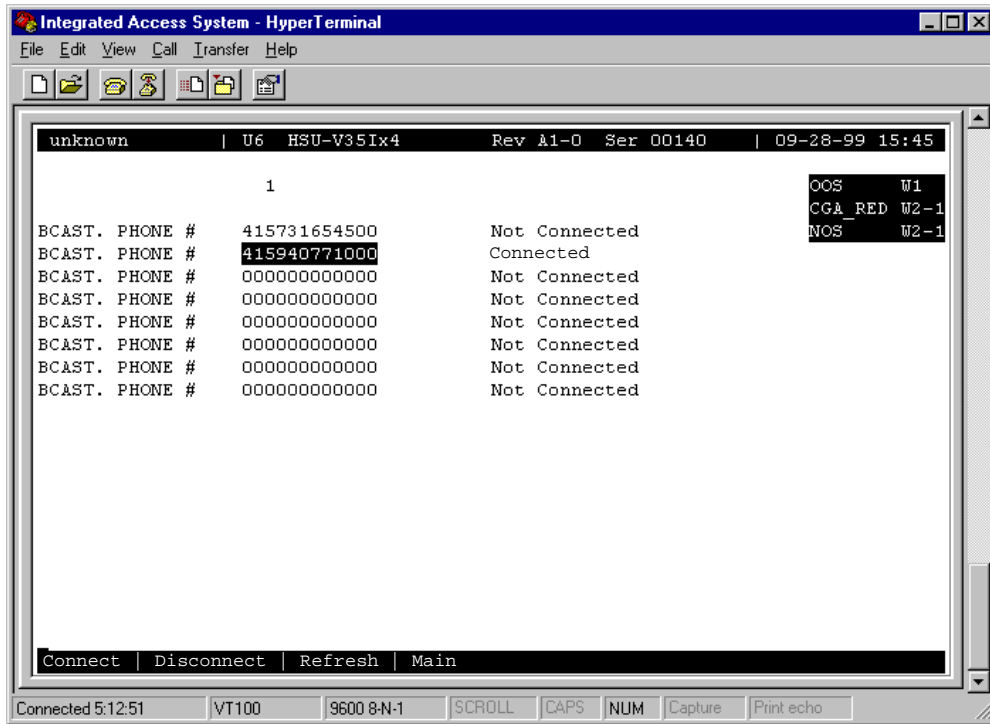 Integrated Access System - HyperTerminal
File Edit View Call Transfer Help
unknown | U6 HSU-V35Ix4 Rev A1-0 Ser 00140 | 09-28-99 15:45
1 OOS W1
CGA_RED W2-1
BCAST. PHONE # 415731654500 Not Connected NOS W2-1
BCAST. PHONE # 415940771000 Connected
BCAST. PHONE # 000000000000 Not Connected
BCAST. PHONE # 000000000000 Not Connected
BCAST. PHONE # 000000000000 Not Connected
BCAST. PHONE # 000000000000 Not Connected
BCAST. PHONE # 000000000000 Not Connected
BCAST. PHONE # 000000000000 Not Connected
Connect | Disconnect | Refresh | Main
Connected 5:12:51 VT100 9600 8-N-1 SCROLL CAPS NUM Capture Print echo